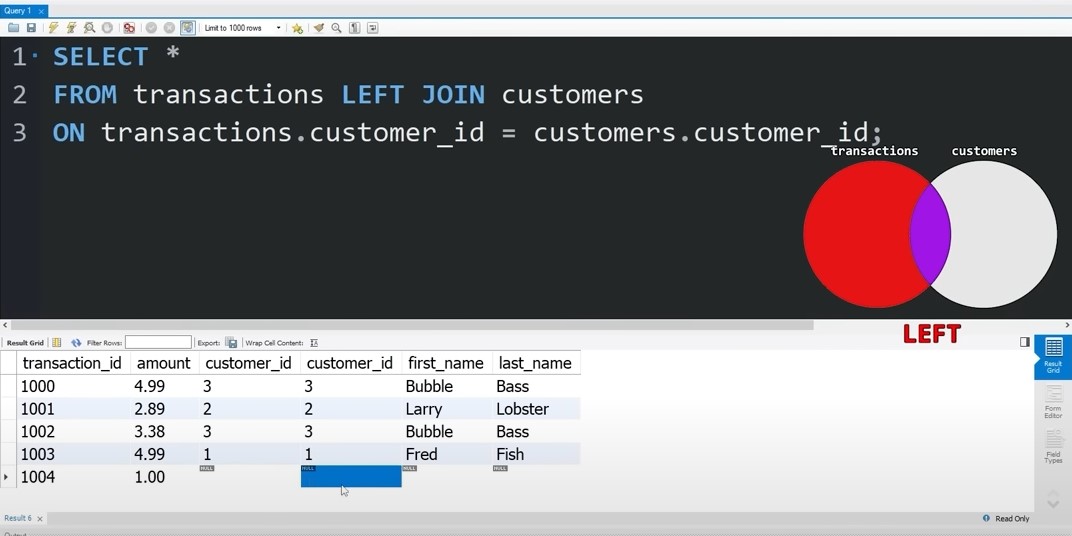 Query 1 ×
Limit to 1000 rows
1 SELECT *
2 FROM transactions LEFT JOIN customers
3 ON transactions.customer_id = customers.customer_id;
transactions customers
LEFT
Result Grid Filter Rows: Export: Wrap Cell Content:
transaction_id amount customer_id customer_id first_name last_name
1000 4.99 3 3 Bubble Bass
1001 2.89 2 2 Larry Lobster
1002 3.38 3 3 Bubble Bass
1003 4.99 1 1 Fred Fish
1004 1.00 NULL NULL NULL NULL
Result
Grid
Form
Editor
Field
Types
Result 6 × Read Only
Output